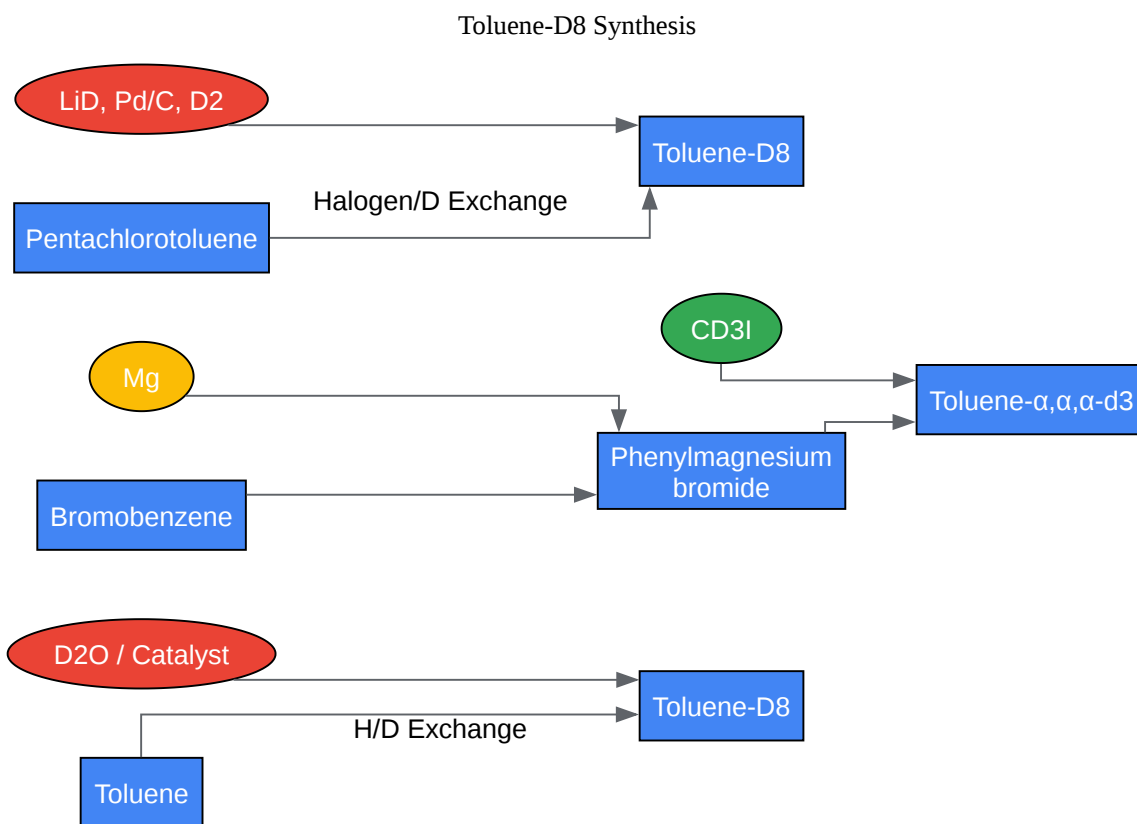 Toluene-D8 Synthesis
LiD, Pd/C, D2
Toluene-D8
Halogen/D Exchange
Pentachlorotoluene
CD3I
Mg
Toluene-α,α,α-d3
Phenylmagnesium
bromide
Bromobenzene
D2O / Catalyst
Toluene-D8
H/D Exchange
Toluene